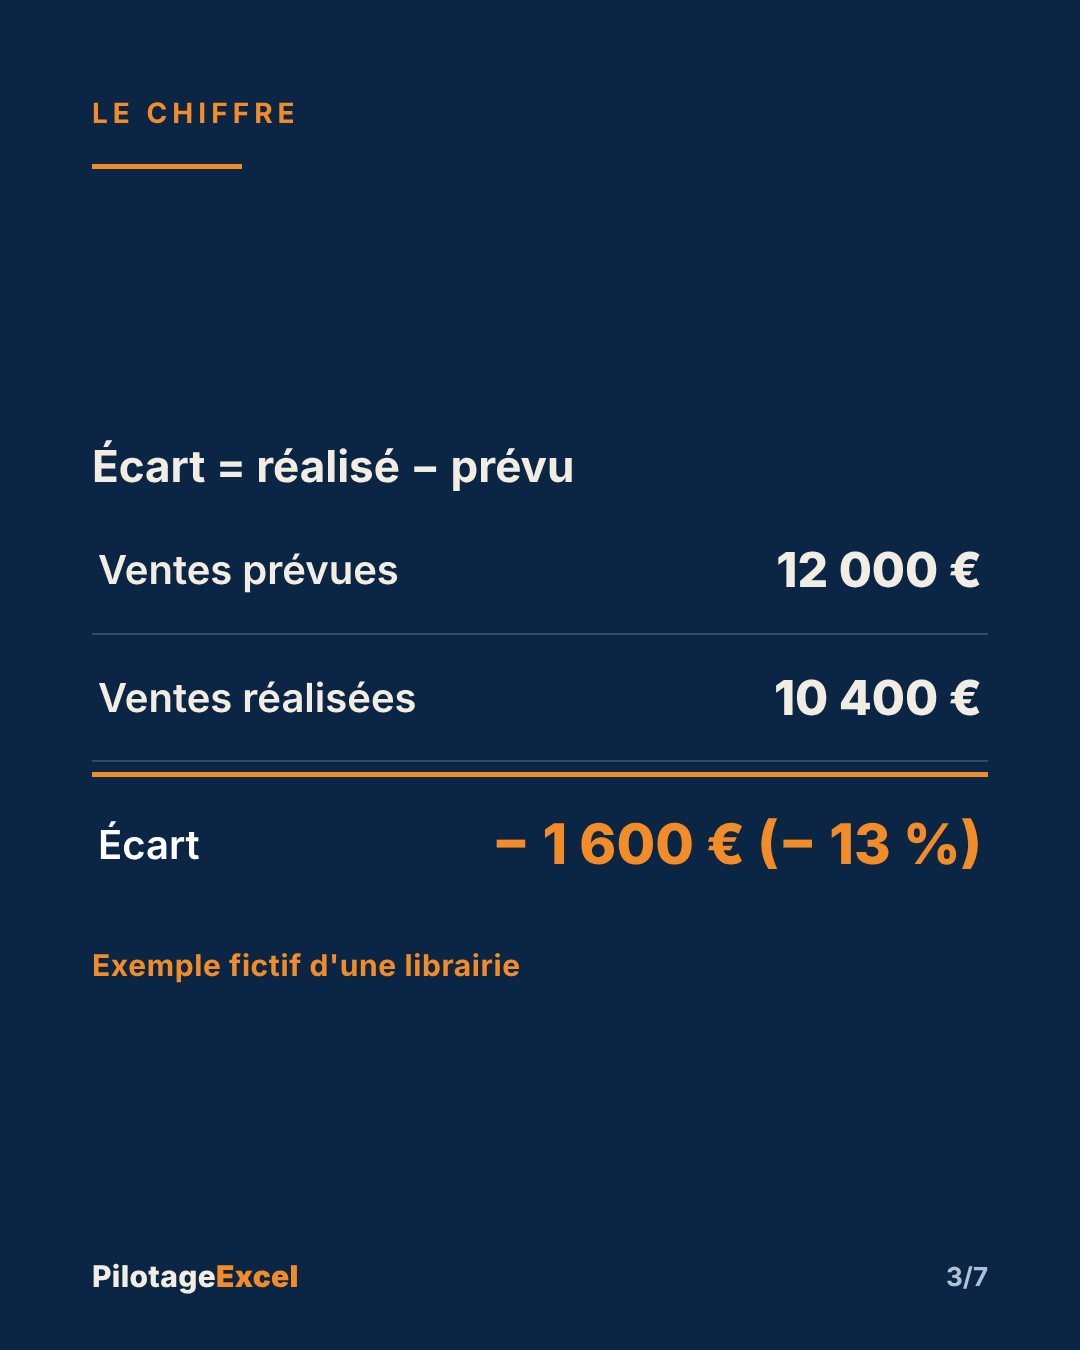 LE CHIFFRE
Écart = réalisé – prévu
Ventes prévues 12 000 €
Ventes réalisées 10 400 €
Écart – 1 600 € (– 13 %)
Exemple fictif d'une librairie
PilotageExcel 3/7